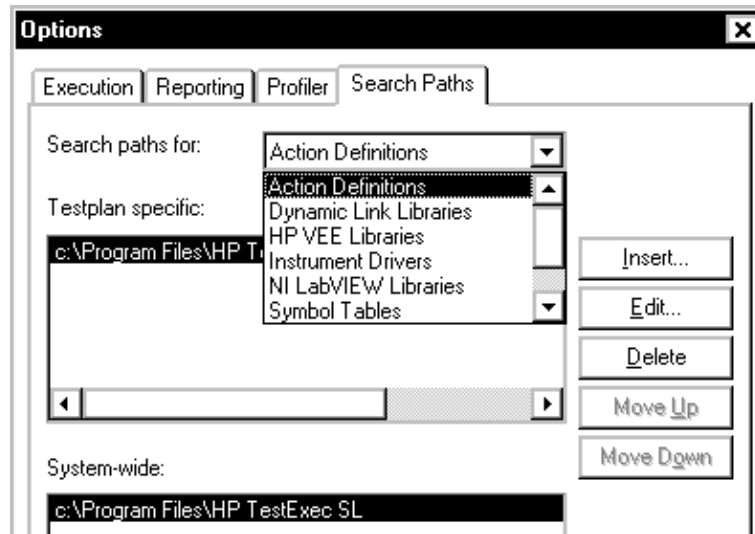 Options
Execution Reporting Profiler Search Paths
Search paths for:
Action Definitions
Action Definitions
Dynamic Link Libraries
HP VEE Libraries
Instrument Drivers
NI LabVIEW Libraries
Symbol Tables
Testplan specific:
c:\Program Files\HP
Insert...
Edit...
Delete
Move Up
Move Down
System-wide:
c:\Program Files\HP TestExec SL